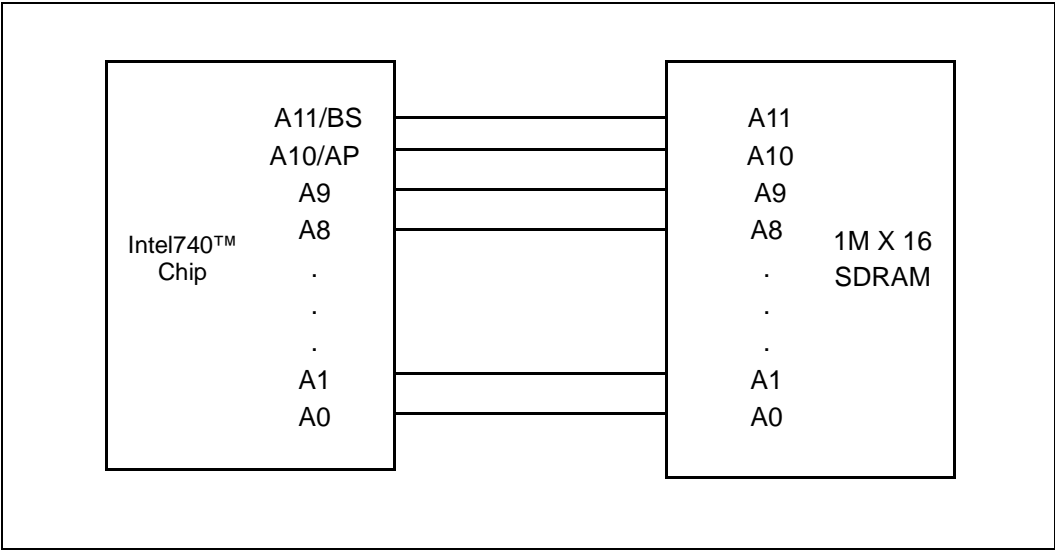 A11/BS
A10/AP
A9
A8
.
.
.
A1
A0
Intel740™
Chip
A11
A10
A9
A8
.
.
.
A1
A0
1M X 16
SDRAM